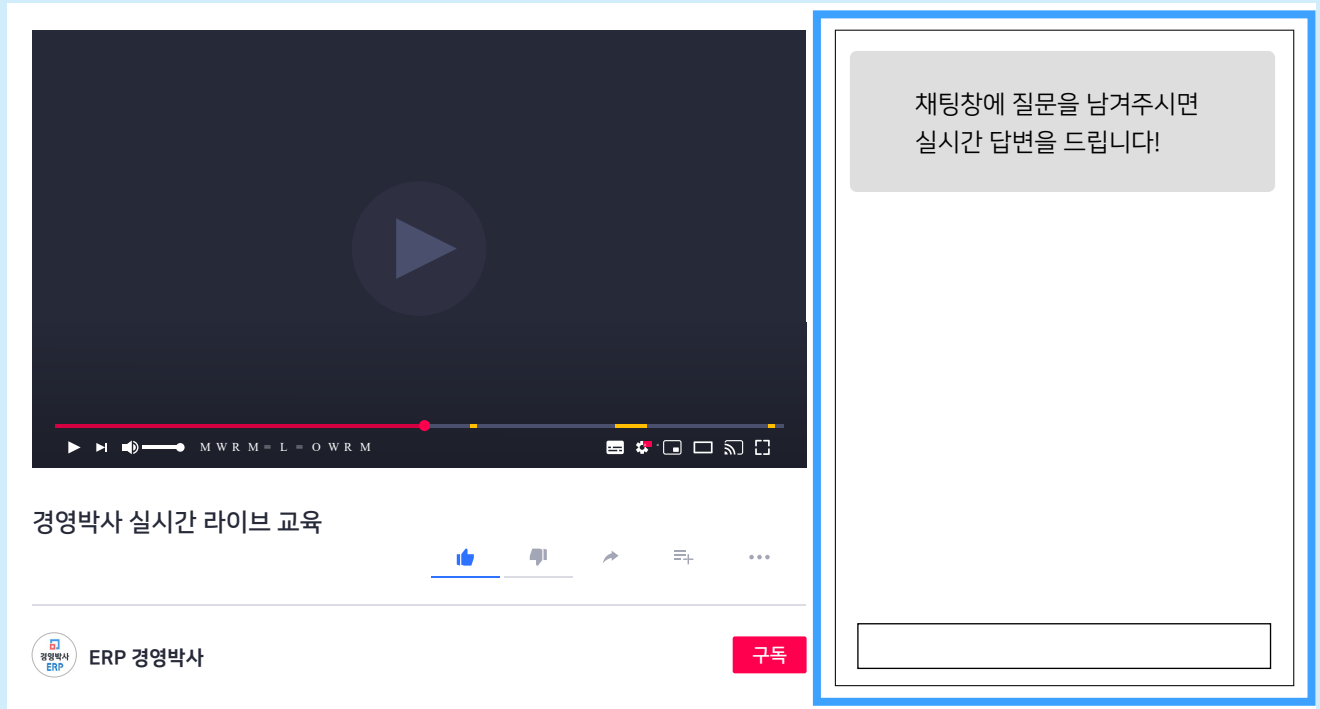 채팅창에 질문을 남겨주시면
실시간 답변을 드립니다!
M W R M = L = O W R M
경영박사 실시간 라이브 교육
경영박사
ERP
ERP 경영박사
구독